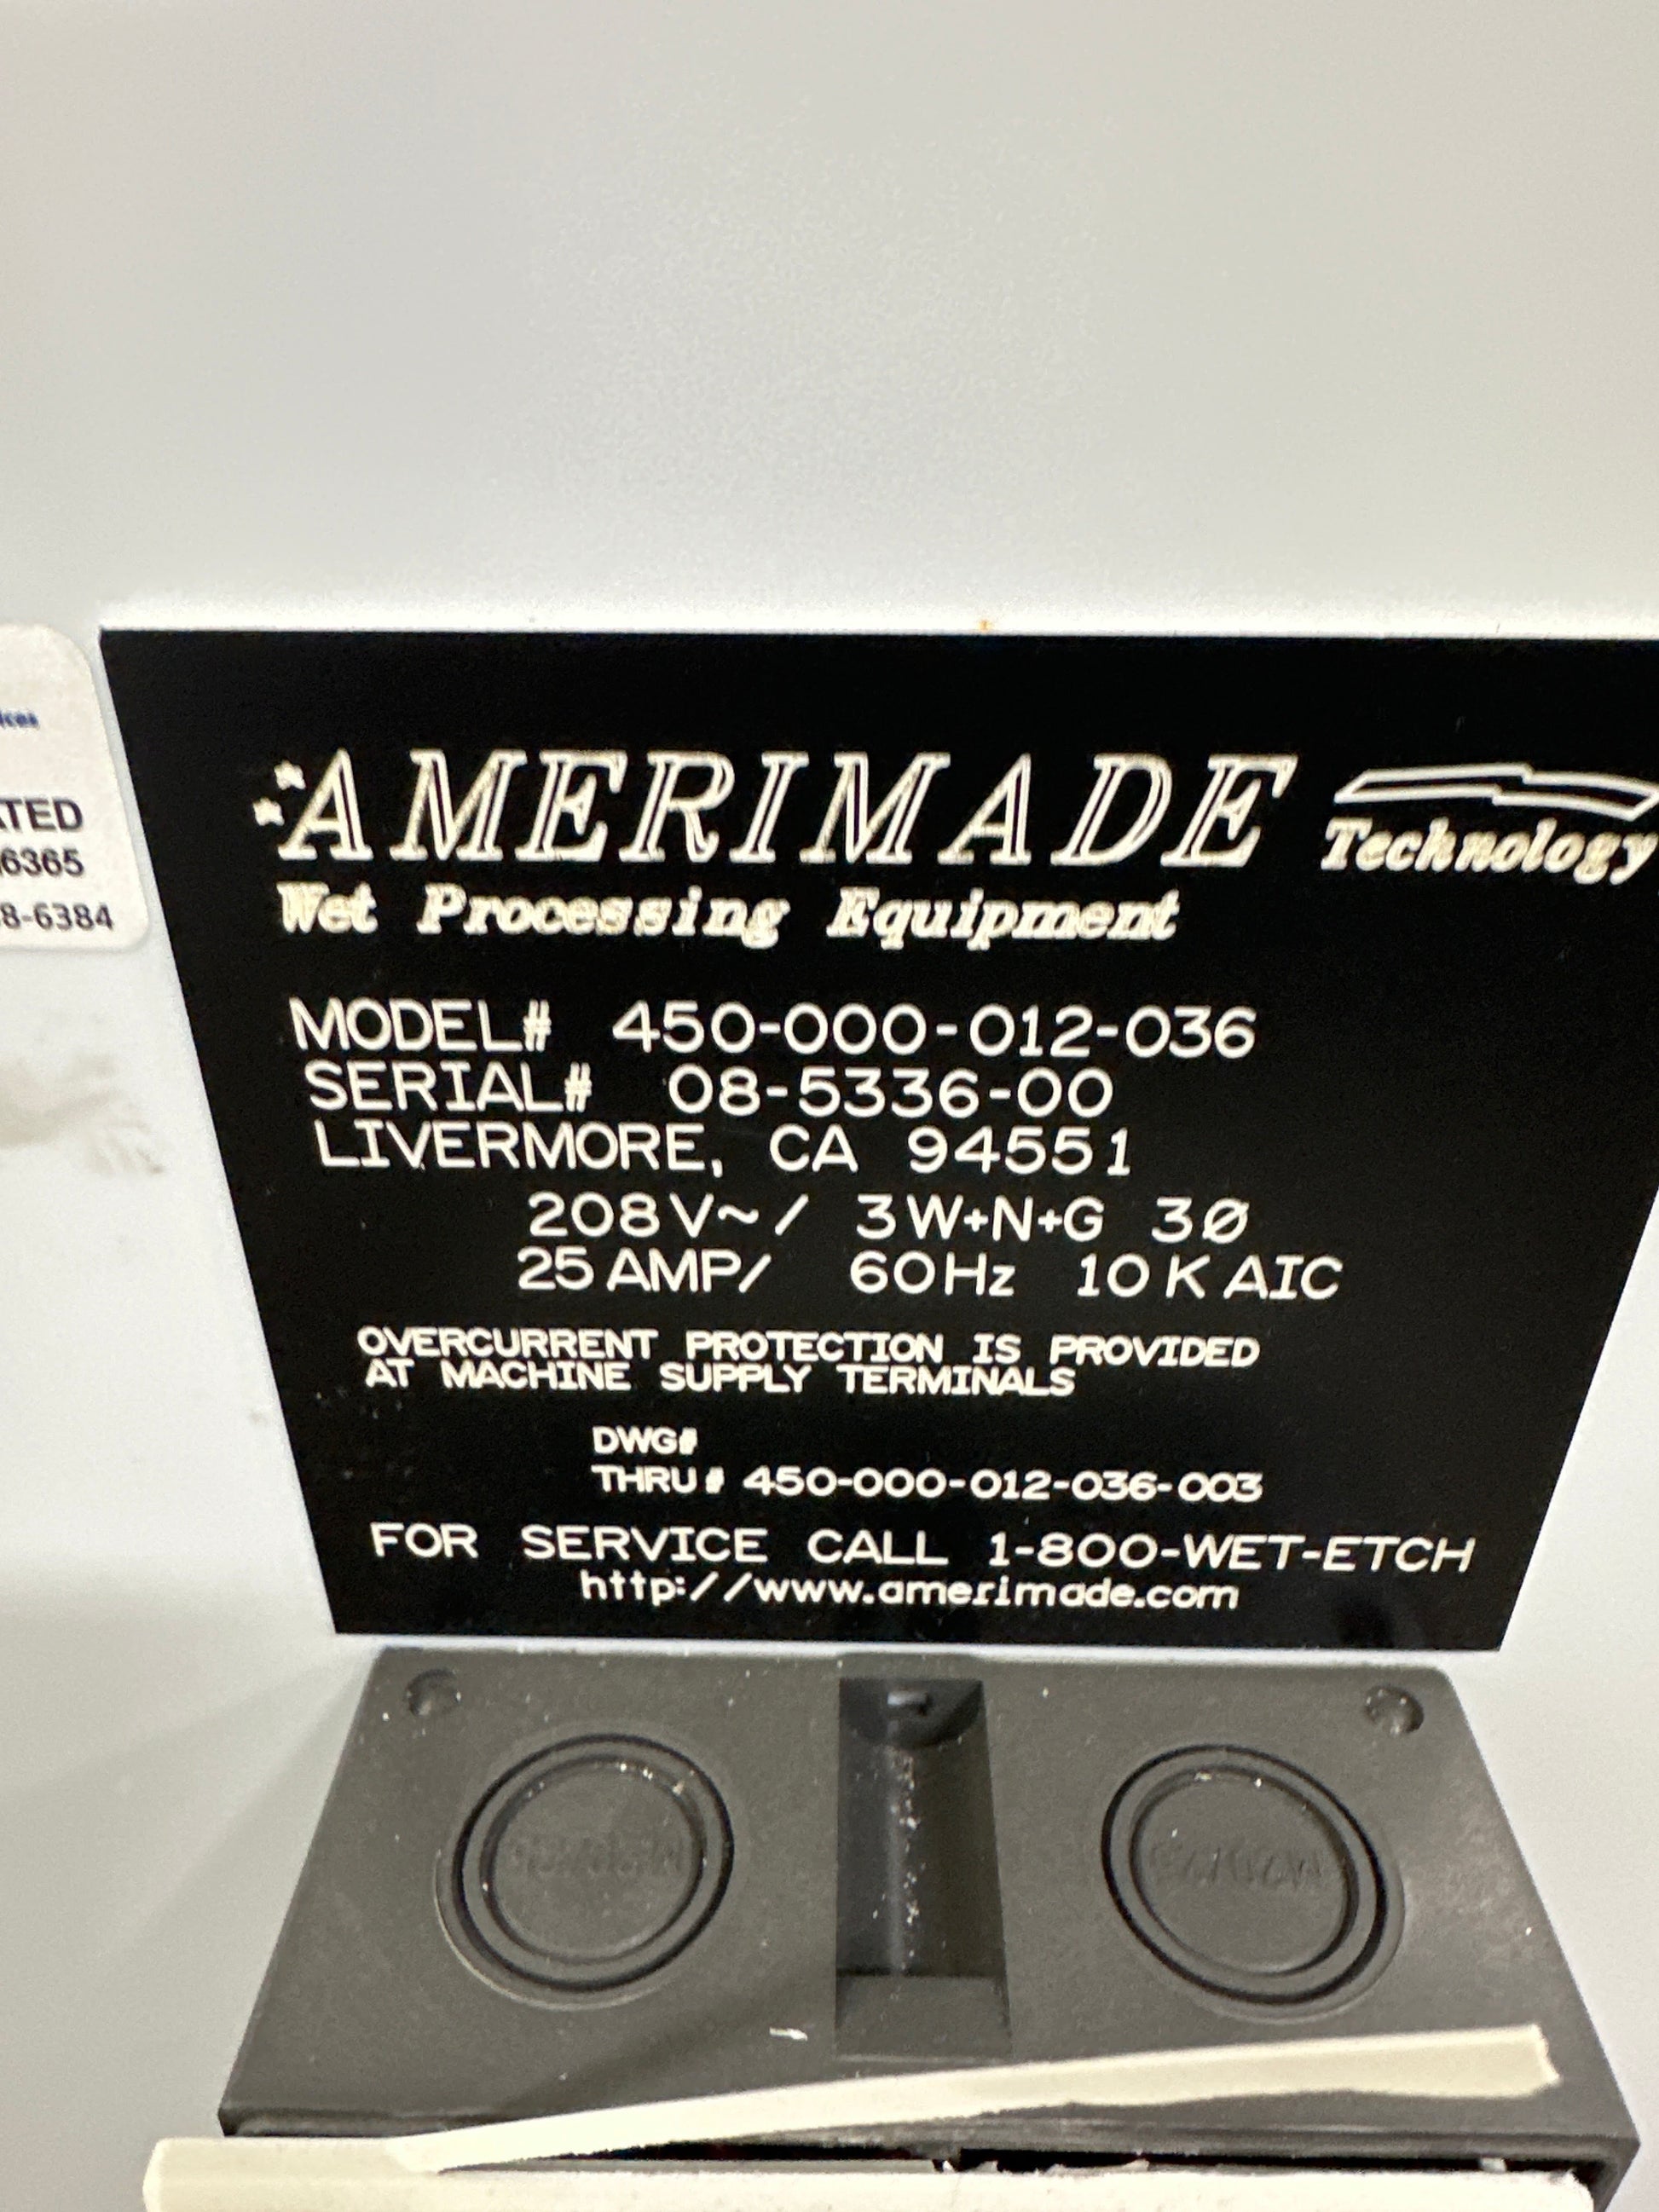 ices
ATED
6365
8-6384
AMERIMADE Technology
Wet Processing Equipment
MODEL# 450-000-012-036
SERIAL# 08-5336-00
LIVERMORE, CA 94551
208V~/ 3W+N+G 3Ø
25 AMP/ 60Hz 10K AIC
OVERCURRENT PROTECTION IS PROVIDED
AT MACHINE SUPPLY TERMINALS
DWG#
THRU# 450-000-012-036-003
FOR SERVICE CALL 1-800-WET-ETCH
http://www.amerimade.com